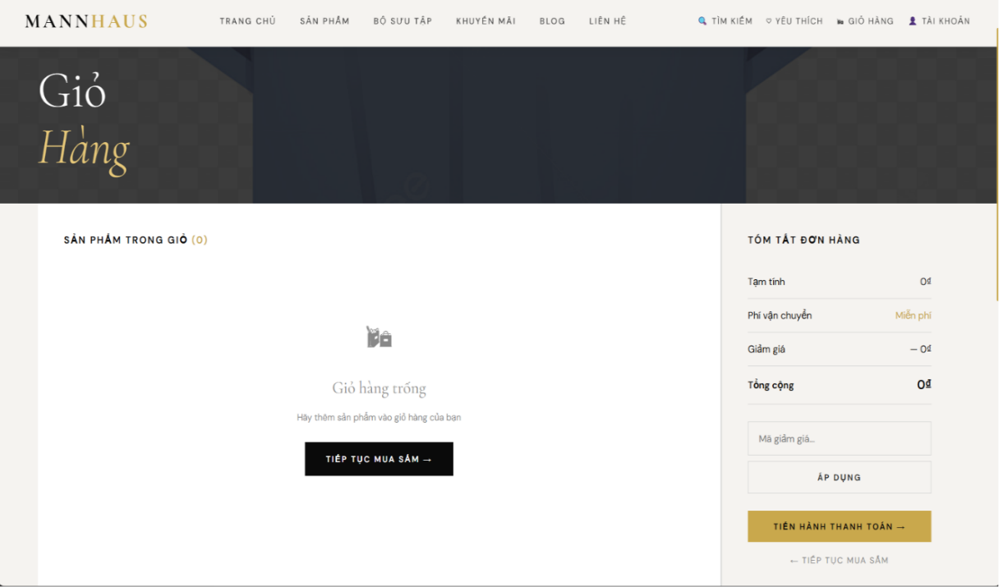 MANNHAUS
TRANG CHỦ SẢN PHẨM BỘ SƯU TẬP KHUYẾN MÃI BLOG LIÊN HỆ
TÌM KIẾM YÊU THÍCH GIỎ HÀNG TÀI KHOẢN
Giỏ
Hàng
SẢN PHẨM TRONG GIỎ (0)
Giỏ hàng trống
Hãy thêm sản phẩm vào giỏ hàng của bạn
TIẾP TỤC MUA SẮM →
TÓM TẮT ĐƠN HÀNG
Tạm tính 0₫
Phí vận chuyển Miễn phí
Giảm giá — 0₫
Tổng cộng 0₫
Mã giảm giá...
ÁP DỤNG
TIẾN HÀNH THANH TOÁN →
← TIẾP TỤC MUA SẮM